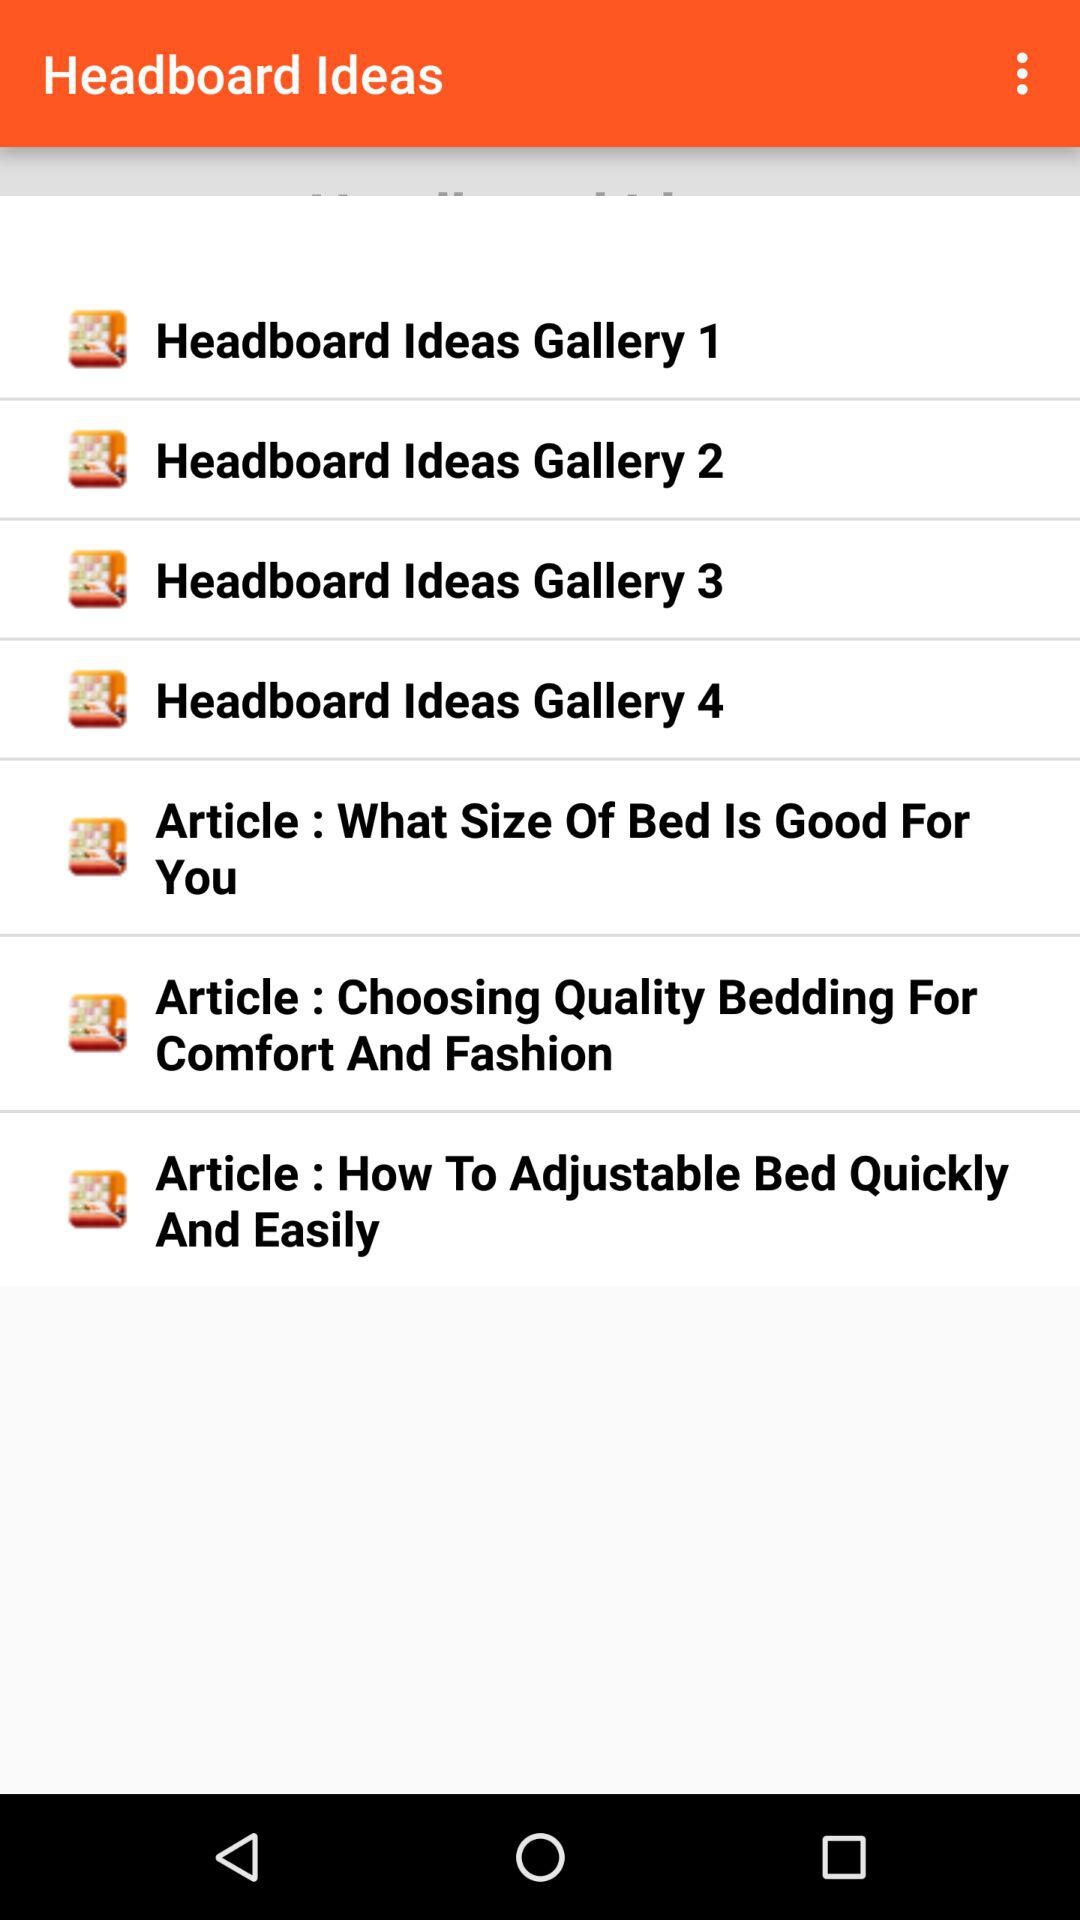 Headboard Ideas
Headboard Ideas Gallery 1
Headboard Ideas Gallery 2
Headboard Ideas Gallery 3
Headboard Ideas Gallery 4
Article : What Size Of Bed Is Good For
You
Article : Choosing Quality Bedding For
Comfort And Fashion
Article : How To Adjustable Bed Quickly
And Easily